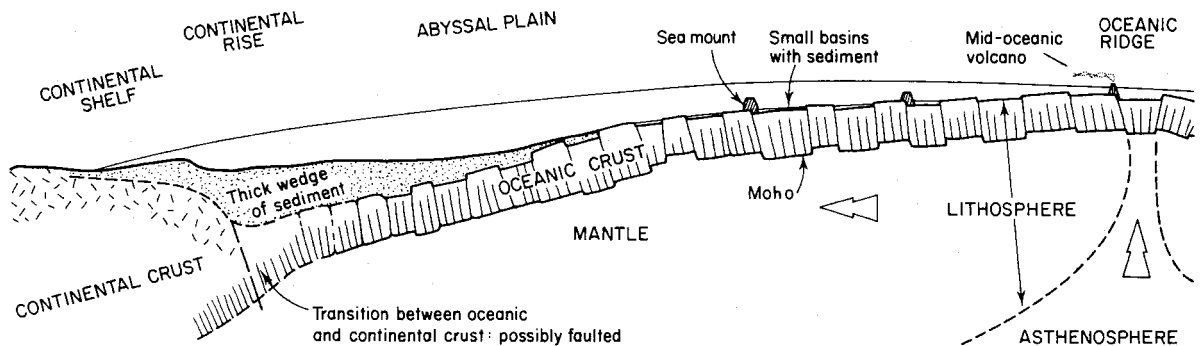 CONTINENTAL
SHELF
CONTINENTAL
RISE
ABYSSAL PLAIN
Sea mount
Small basins
with sediment
Mid-oceanic
volcano
OCEANIC
RIDGE
Thick wedge
of sediment
OCEANIC CRUST
Moho
LITHOSPHERE
MANTLE
CONTINENTAL CRUST
Transition between oceanic
and continental crust: possibly faulted
ASTHENOSPHERE